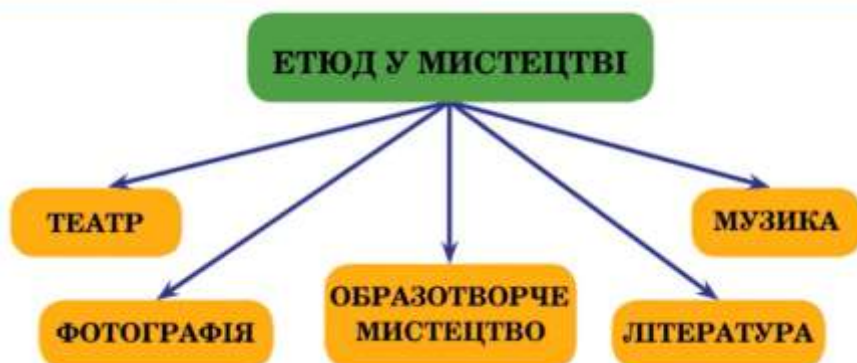 ЕТЮД У МИСТЕЦТВІ
ТЕАТР
МУЗИКА
ФОТОГРАФІЯ
ОБРАЗОТВОРЧЕ
МИСТЕЦТВО
ЛІТЕРАТУРА